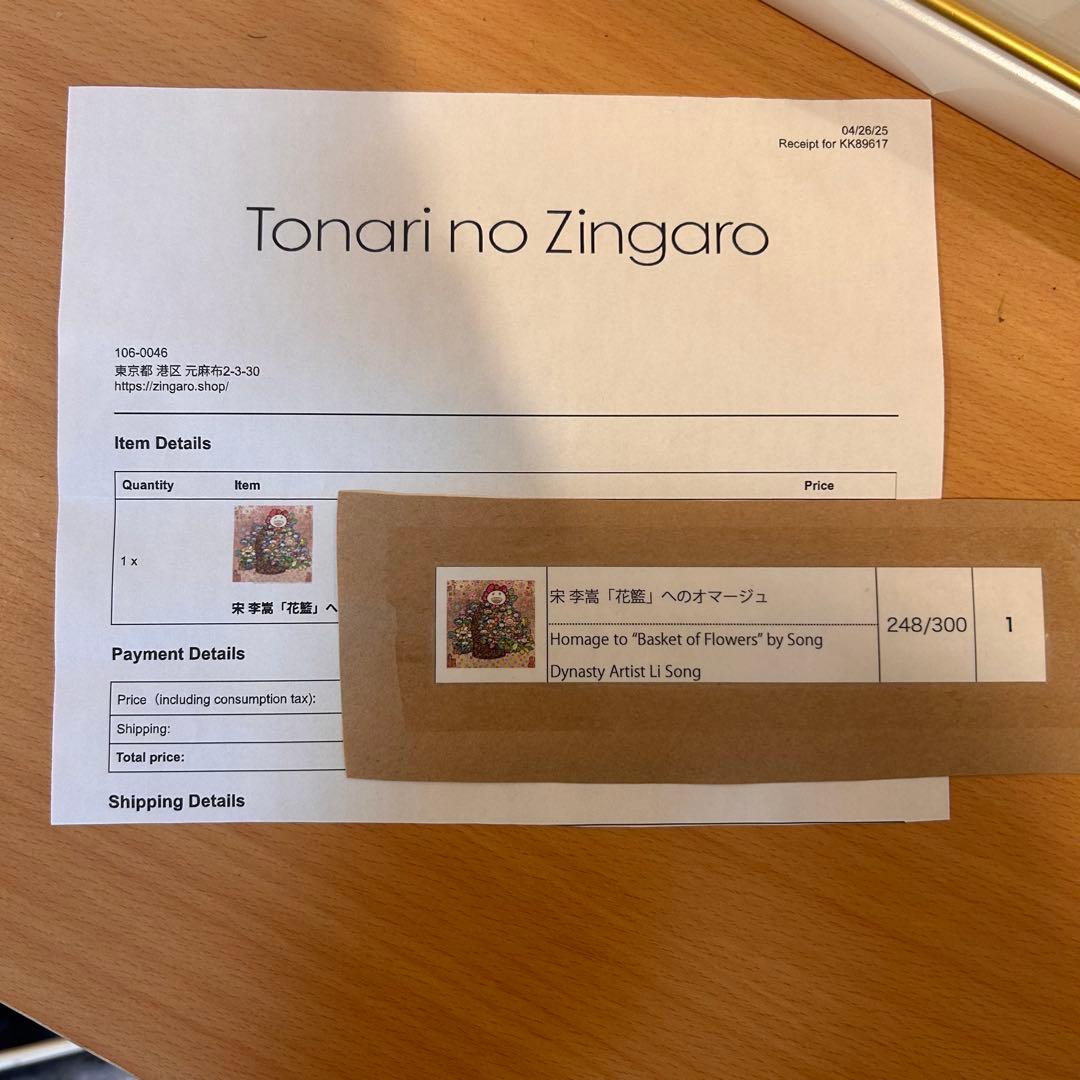 04/26/25
Receipt for KK89617
Tonari no Zingaro
106-0046
東京都 港区 元麻布2-3-30
https://zingaro.shop/
Item Details
Quantity Item Price
1 x
宋 李嵩「花籃」へ
宋 李嵩「花籃」へのオマージュ
Homage to “Basket of Flowers” by Song
Dynasty Artist Li Song
248/300
1
Payment Details
Price（including consumption tax):
Shipping:
Total price:
Shipping Details